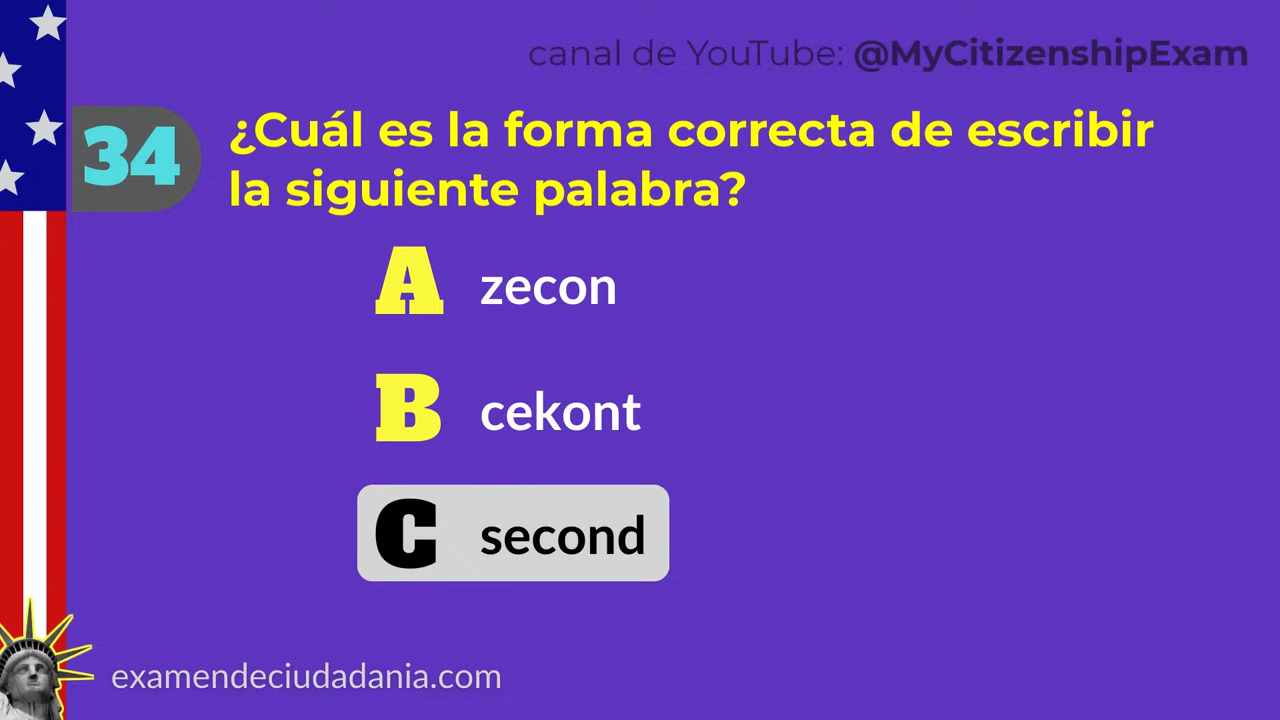 canal de YouTube: @MyCitizenshipExam
34
¿Cuál es la forma correcta de escribir
la siguiente palabra?
A zecon
B cekont
C second
examendeciudadania.com